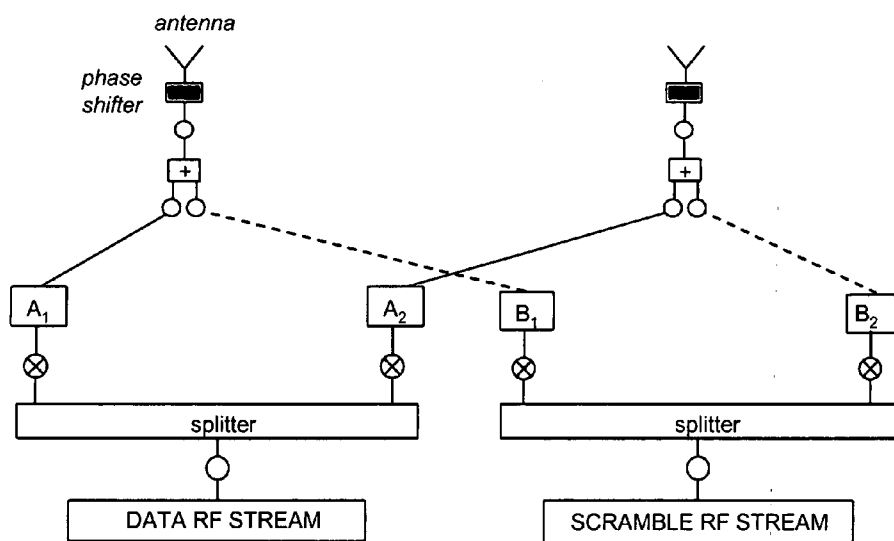 antenna
phase
shifter
+
+
A1
A2
B1
B2
splitter
splitter
DATA RF STREAM
SCRAMBLE RF STREAM